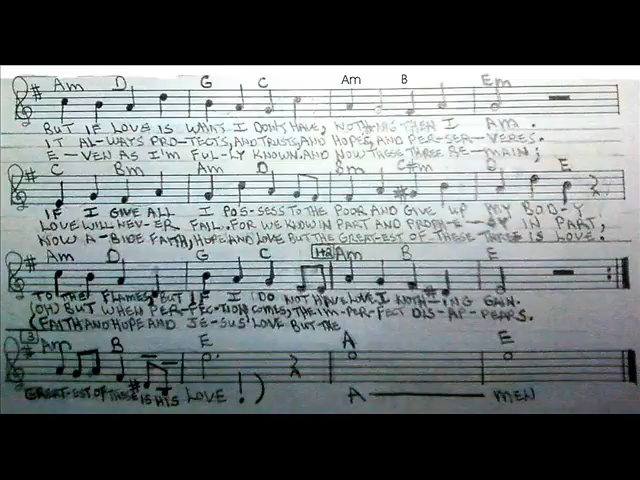 Am D G C Am B Em
BUT IF LOVE IS WHAT I DON'T HAVE, NOTHING THEN I AM.
IT AL-WAYS PRO-TECTS, AND TRUSTS, AND HOPES, AND PER-SER-VERES.
E-VEN AS I'M FUL-LY KNOWN. AND NOW THESE THREE RE-MAIN;
C Bm Am D C#m E
IF I GIVE ALL I POS-SESS TO THE POOR AND GIVE UP MY BOD-Y
LOVE WILL NEV-ER FAIL. FOR WE KNOW IN PART AND IN PART,
NOW A-BIDE FAITH, HOPE AND LOVE BUT THE GREAT-EST OF THESE THREE IS LOVE.
Am D G C 1+2 Am B E
TO THE FLAMES, BUT IF I DO NOT HAVE LOVE I NOTH-ING GAIN.
(OH) BUT WHEN PER-FEC-TION COMES, THE IM-PER-FECT DIS-AP-PEARS.
(FAITH AND HOPE AND JE-SUS' LOVE BUT THE
3 Am B E A E
GREAT-EST OF THESE IS HIS LOVE!) A MEN